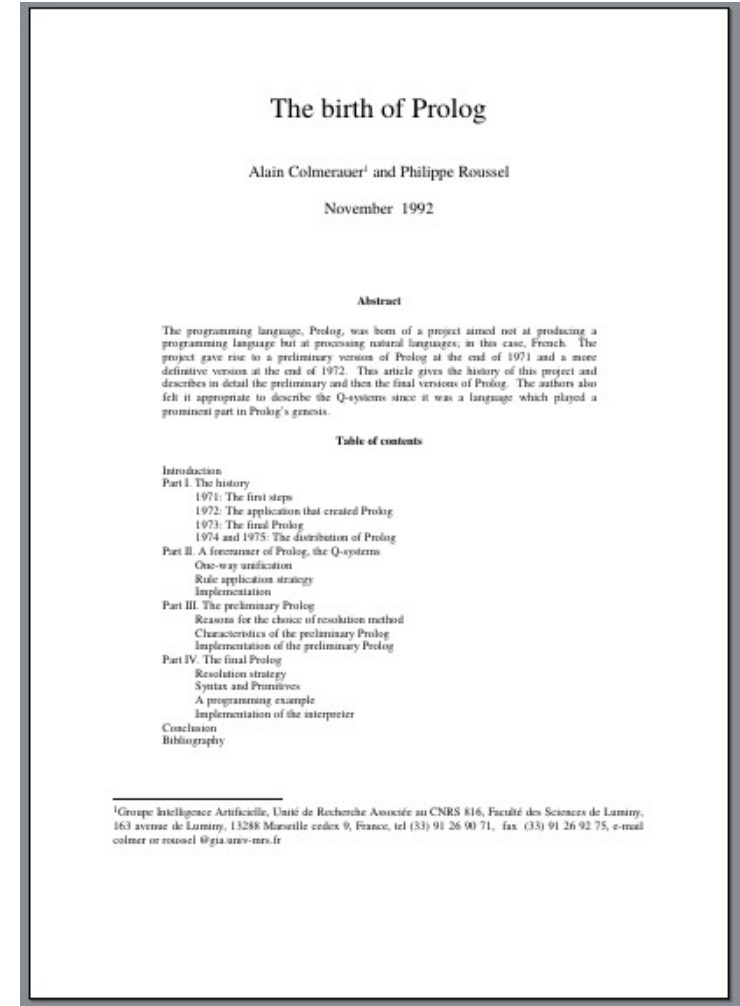 The birth of Prolog
Alain Colmerauer¹ and Philippe Roussel
November 1992
Abstract
The programming language, Prolog, was born of a project aimed not at producing a
programming language but at processing natural languages; in this case, French. The
project gave rise to a preliminary version of Prolog at the end of 1971 and a more
definitive version at the end of 1972. This article gives the history of this project and
describes in detail the preliminary and then the final versions of Prolog. The authors also
felt it appropriate to describe the Q-systems since it was a language which played a
prominent part in Prolog's genesis.
Table of contents
Introduction
Part I. The history
1971: The first steps
1972: The application that created Prolog
1973: The final Prolog
1974 and 1975: The distribution of Prolog
Part II. A forerunner of Prolog, the Q-systems
One-way unification
Rule application strategy
Implementation
Part III. The preliminary Prolog
Reasons for the choice of resolution method
Characteristics of the preliminary Prolog
Implementation of the preliminary Prolog
Part IV. The final Prolog
Resolution strategy
Syntax and Primitives
A programming example
Implementation of the interpreter
Conclusion
Bibliography
¹Groupe Intelligence Artificielle, Unité de Recherche Associée au CNRS 816, Faculté des Sciences de Luminy,
163 avenue de Luminy, 13288 Marseille cedex 9, France, tel (33) 91 26 90 71, fax (33) 91 26 92 75, e-mail
colmer or roussel @gia.univ-mrs.fr